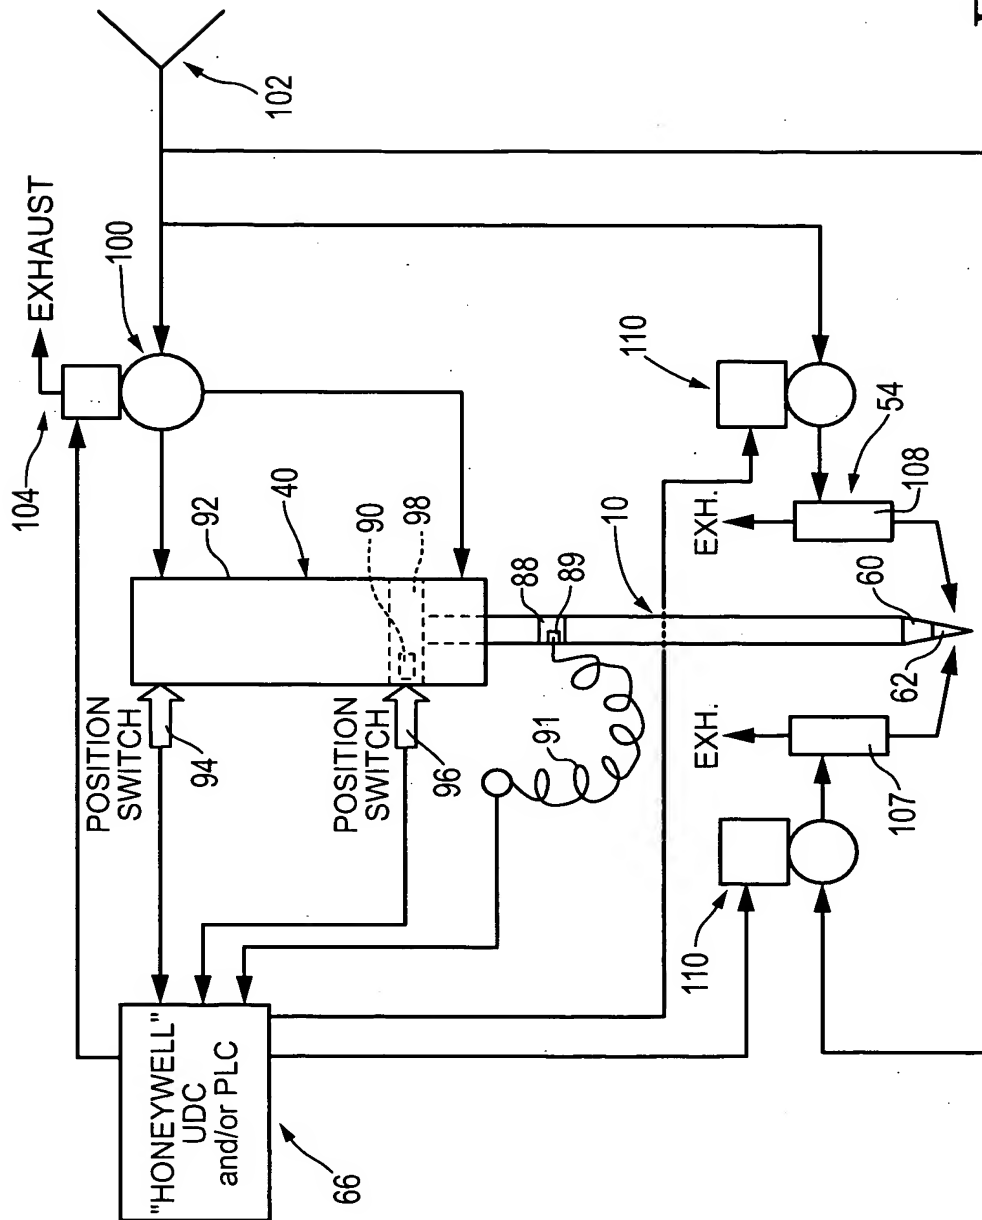 102
EXHAUST
100
104
92
40
90
98
POSITION
SWITCH
94
POSITION
SWITCH
96
88
89
91
10
110
54
108
EXH.
60
62
EXH.
107
110
"HONEYWELL"
UDC
and/or PLC
66